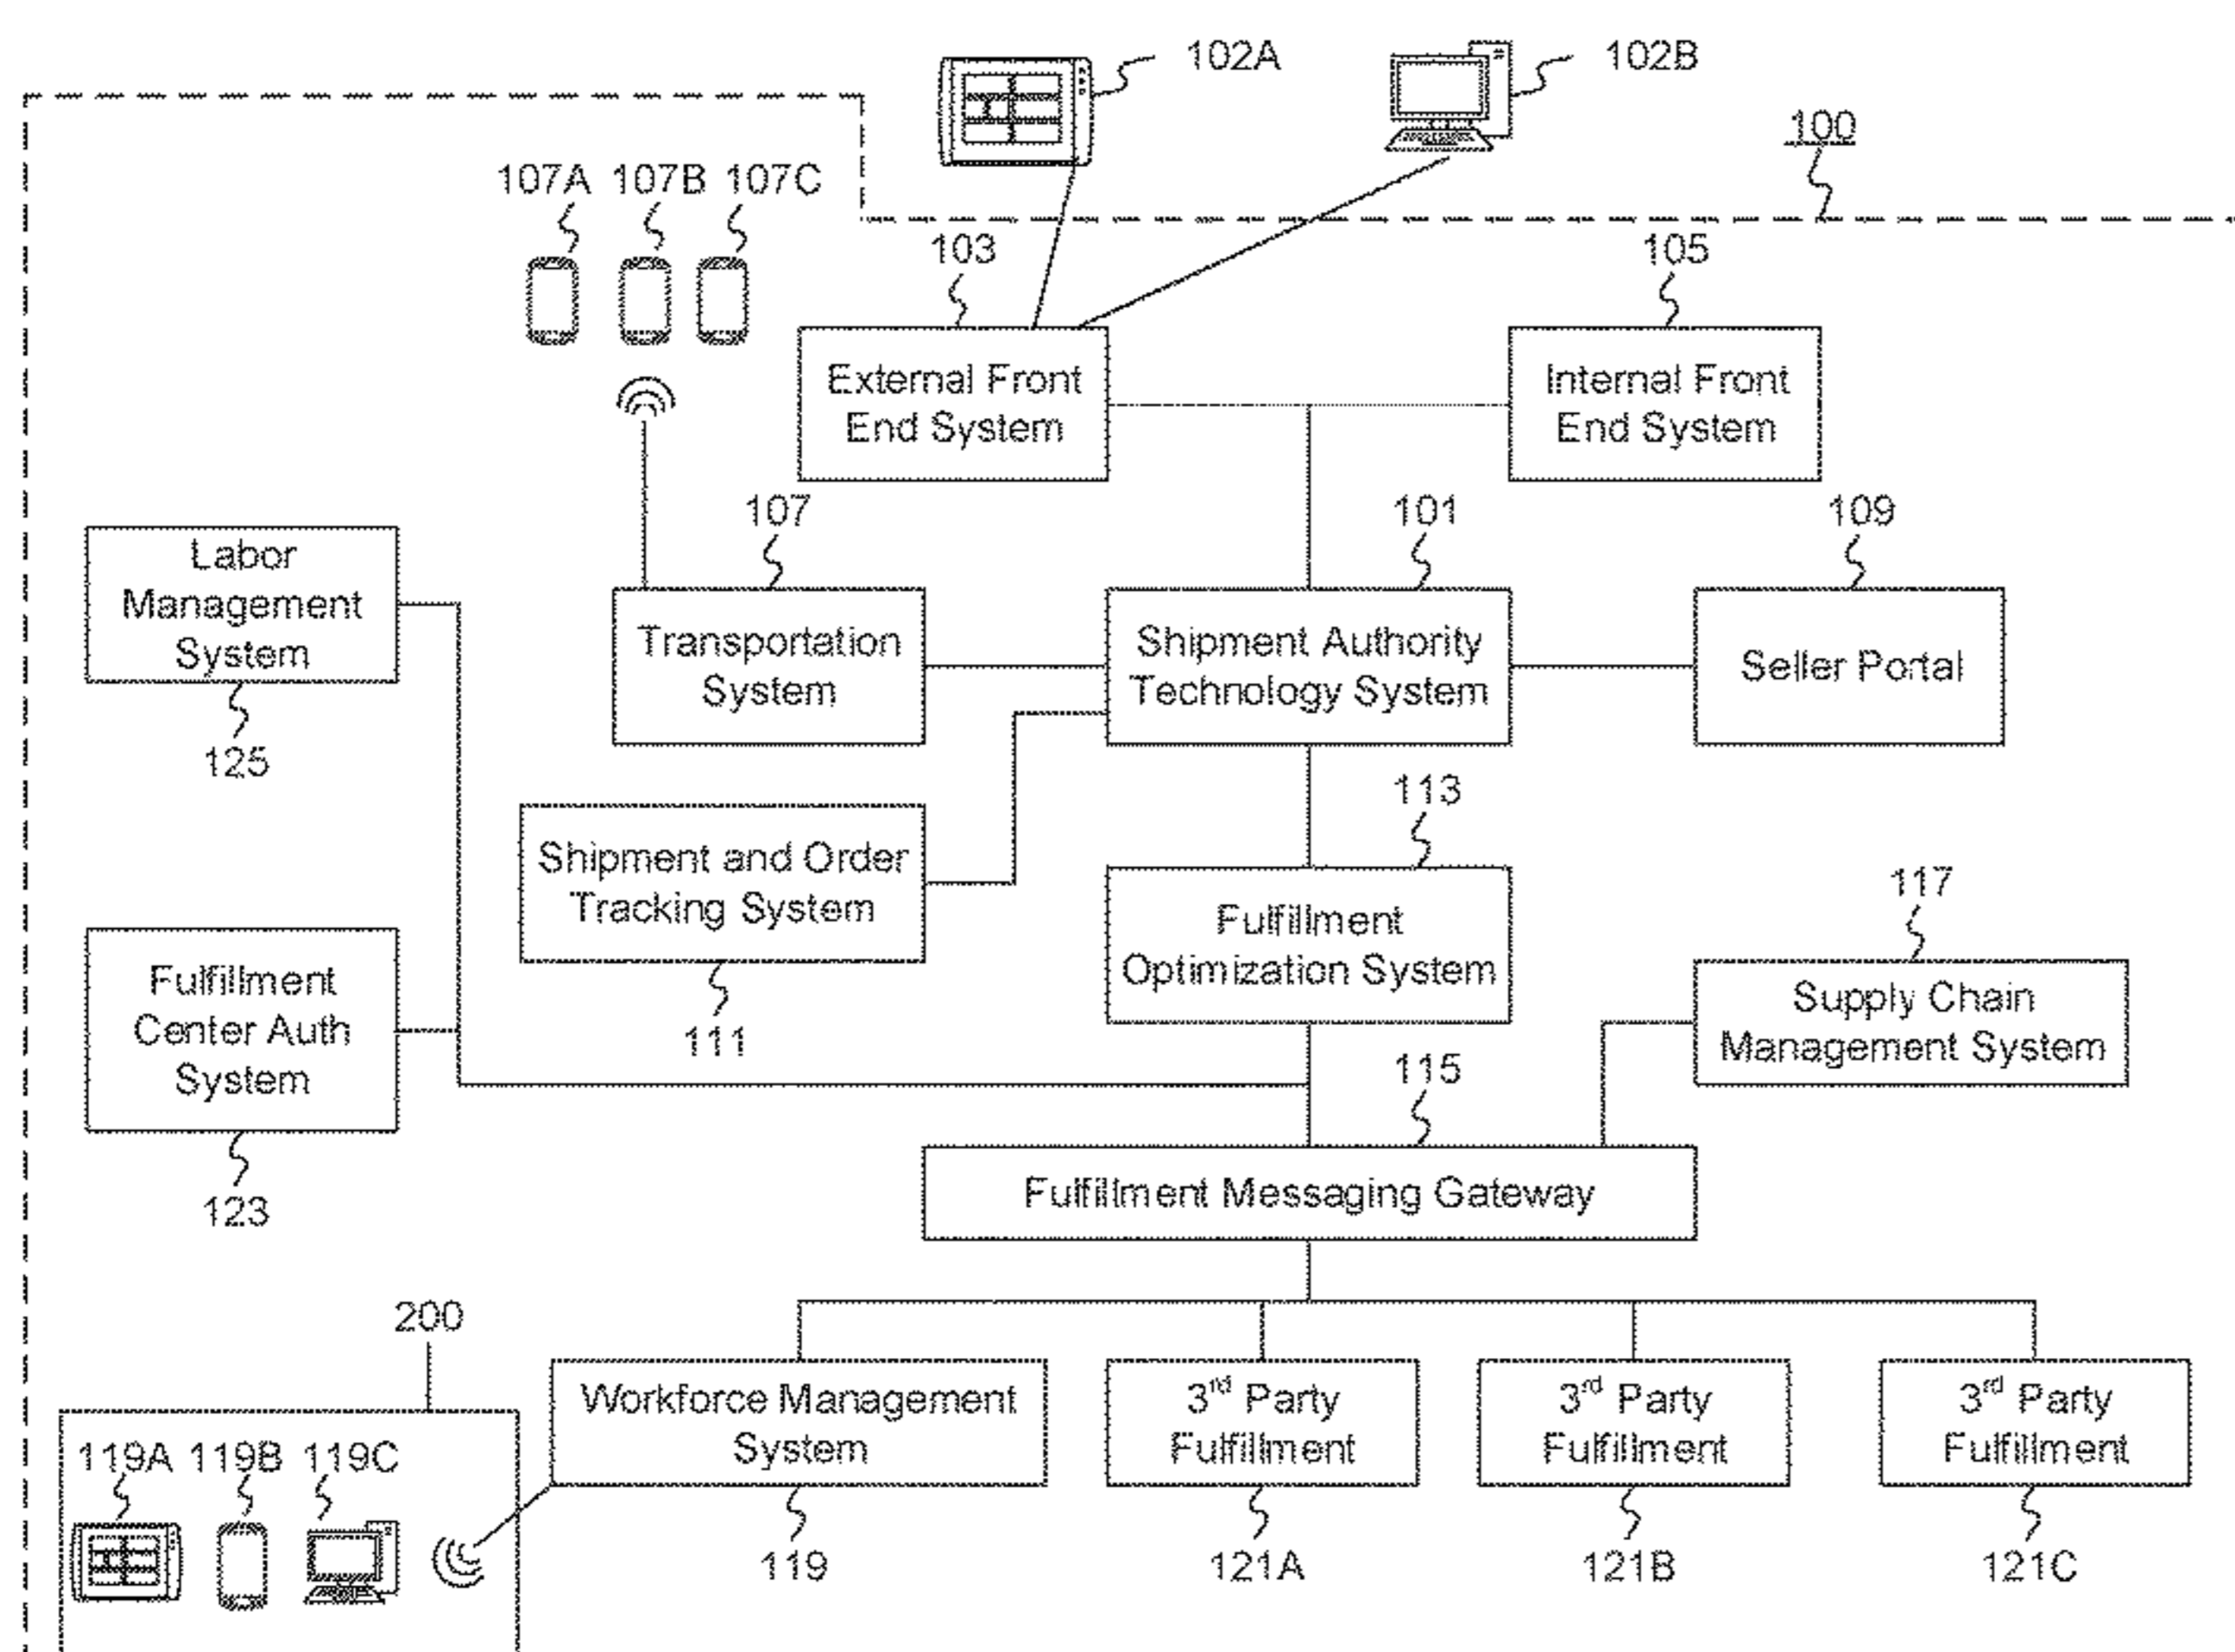 102A
102B
100
107A 107B 107C
103
105
External Front
End System
Internal Front
End System
107
101
109
Labor
Management
System
Transportation
System
Shipment Authority
Technology System
Seller Portal
125
113
Shipment and Order
Tracking System
117
Fulfillment
Optimization System
Fulfillment
Center Auth
System
Supply Chain
Management System
111
115
Fulfillment Messaging Gateway
123
200
Workforce Management
System
3rd Party
Fulfillment
3rd Party
Fulfillment
3rd Party
Fulfillment
119A 119B 119C
119
121A
121B
121C